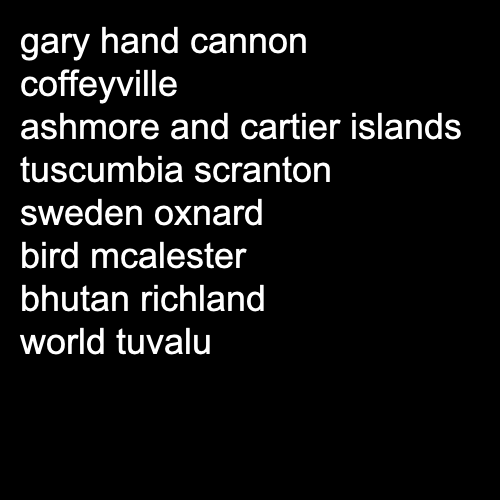 gary hand cannon
coffeyville
ashmore and cartier islands
tuscumbia scranton
sweden oxnard
bird mcalester
bhutan richland
world tuvalu